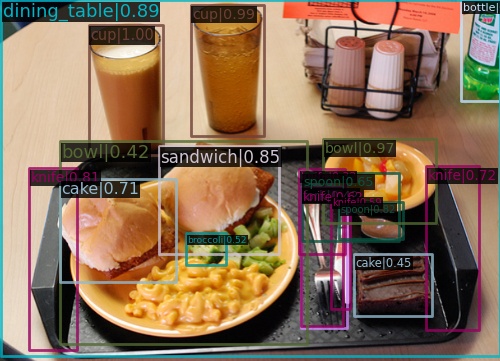 dining_table|0.89
cup|0.99
bottle|
cup|1.00
bowl|0.42
sandwich|0.85
bowl|0.97
knife|0.81
cake|0.71
spoon|0.65
knife|0.72
spoon|0.82
broccoli|0.52
cake|0.45